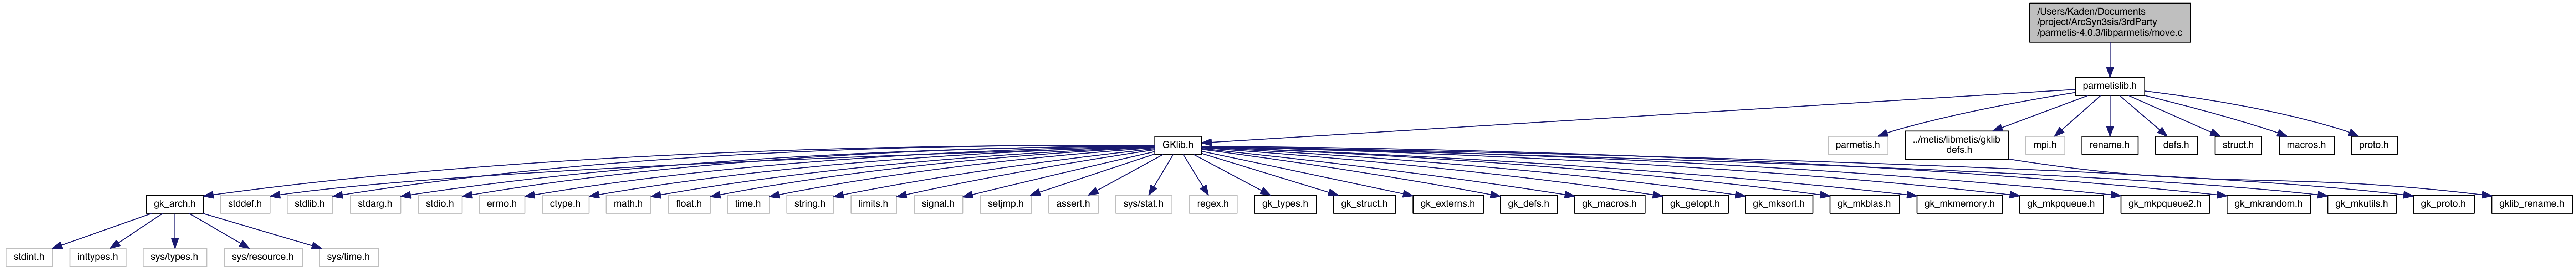 /Users/Kaden/Documents
/project/ArcSyn3sis/3rdParty
/parmetis-4.0.3/libparmetis/move.c
parmetislib.h
GKlib.h
parmetis.h
../metis/libmetis/gklib
_defs.h
mpi.h
rename.h
defs.h
struct.h
macros.h
proto.h
gk_arch.h
stddef.h
stdlib.h
stdarg.h
stdio.h
errno.h
ctype.h
math.h
float.h
time.h
string.h
limits.h
signal.h
setjmp.h
assert.h
sys/stat.h
regex.h
gk_types.h
gk_struct.h
gk_externs.h
gk_defs.h
gk_macros.h
gk_getopt.h
gk_mksort.h
gk_mkblas.h
gk_mkmemory.h
gk_mkpqueue.h
gk_mkpqueue2.h
gk_mkrandom.h
gk_mkutils.h
gk_proto.h
gklib_rename.h
stdint.h
inttypes.h
sys/types.h
sys/resource.h
sys/time.h